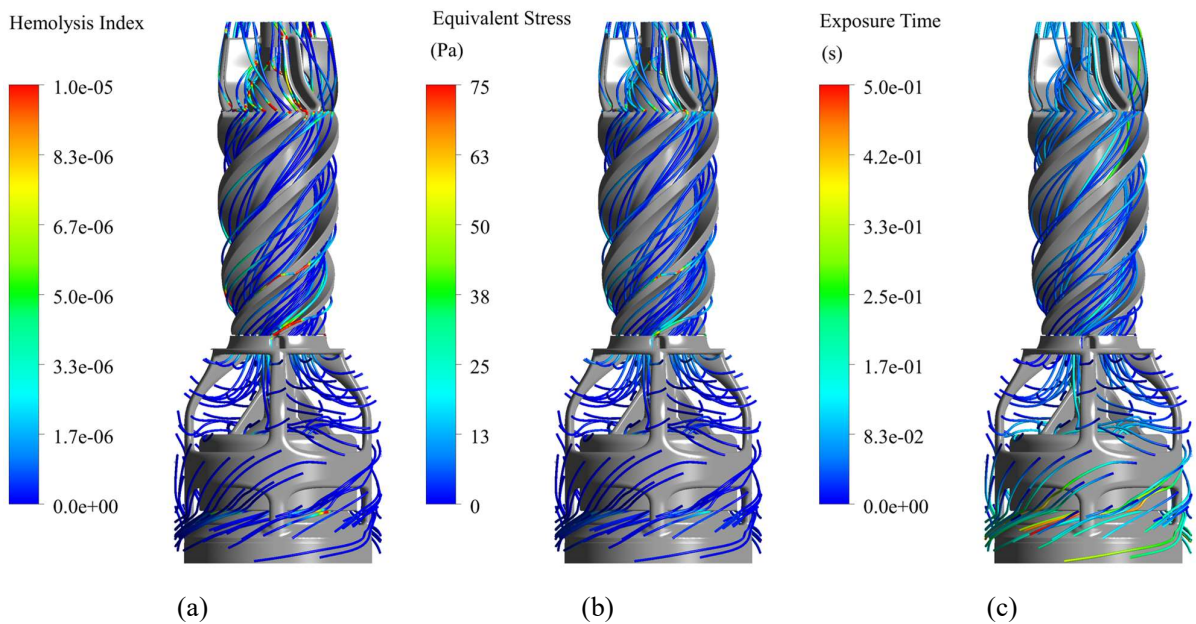 Hemolysis Index
1.0e-05
8.3e-06
6.7e-06
5.0e-06
3.3e-06
1.7e-06
0.0e+00
(a)
Equivalent Stress
(Pa)
75
63
50
38
25
13
0
(b)
Exposure Time
(s)
5.0e-01
4.2e-01
3.3e-01
2.5e-01
1.7e-01
8.3e-02
0.0e+00
(c)